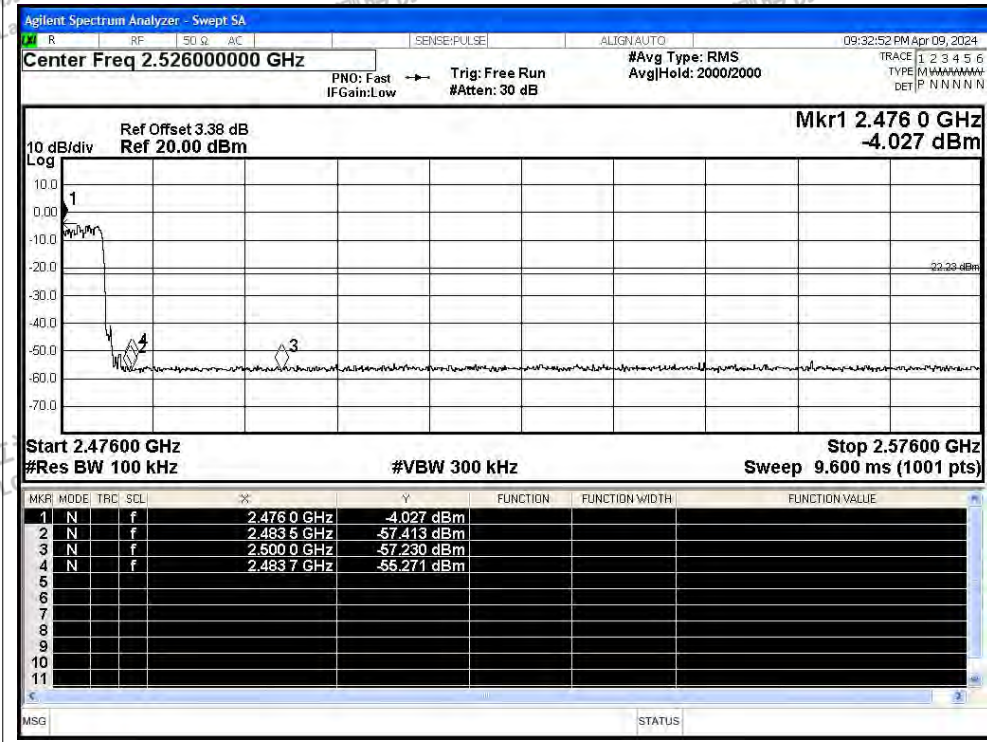 Agilent Spectrum Analyzer - Swept SA
R RF 50 Ω AC SENSE:PULSE ALIGN AUTO 09:32:52 PM Apr 09, 2024
Center Freq 2.526000000 GHz #Avg Type: RMS TRACE 1 2 3 4 5 6
PNO: Fast Trig: Free Run Avg|Hold: 2000/2000 TYPE M
IFGain:Low #Atten: 30 dB DET P N N N N N
Mkr1 2.476 0 GHz
Ref Offset 3.38 dB
10 dB/div Ref 20.00 dBm -4.027 dBm
Log
10.0
1
0.00
-10.0
-20.0
22.23 dBm
-30.0
-40.0
4
-50.0 2 3
-60.0
-70.0
Start 2.47600 GHz Stop 2.57600 GHz
#Res BW 100 kHz #VBW 300 kHz Sweep 9.600 ms (1001 pts)
MKR MODE TRC SCL X Y FUNCTION FUNCTION WIDTH FUNCTION VALUE
1 N f 2.476 0 GHz -4.027 dBm
2 N f 2.483 5 GHz -57.413 dBm
3 N f 2.500 0 GHz -57.230 dBm
4 N f 2.483 7 GHz -55.271 dBm
5
6
7
8
9
10
11
MSG STATUS